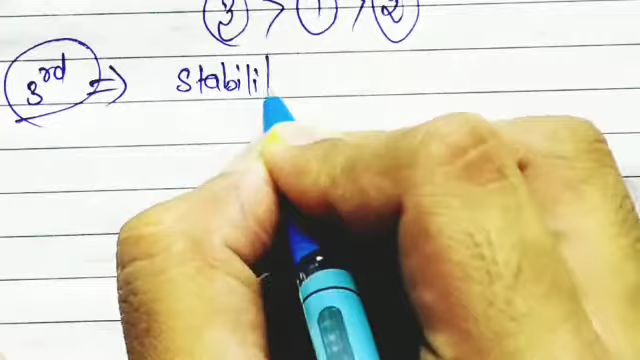 ③ > ① > ②
3rd ⇒ Stabili